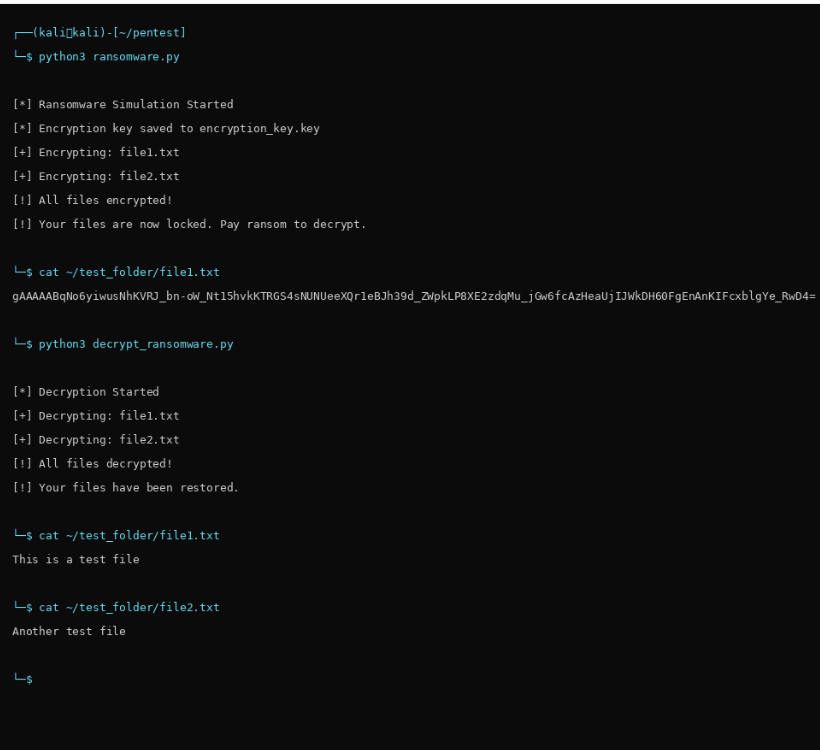 ┌──(kali▯kali)-[~/pentest]
└─$ python3 ransomware.py
[*] Ransomware Simulation Started
[*] Encryption key saved to encryption_key.key
[+] Encrypting: file1.txt
[+] Encrypting: file2.txt
[!] All files encrypted!
[!] Your files are now locked. Pay ransom to decrypt.
└─$ cat ~/test_folder/file1.txt
gAAAAABqNo6yiwusNhKVRJ_bn-oW_Nt15hvkKTRGS4sNUNUeeXQr1eBJh39d_ZWpkLP8XE2zdqMu_jGw6fcAzHeaUjIJWkDH60FgEnAnKIFcxblgYe_RwD4=
└─$ python3 decrypt_ransomware.py
[*] Decryption Started
[+] Decrypting: file1.txt
[+] Decrypting: file2.txt
[!] All files decrypted!
[!] Your files have been restored.
└─$ cat ~/test_folder/file1.txt
This is a test file
└─$ cat ~/test_folder/file2.txt
Another test file
└─$